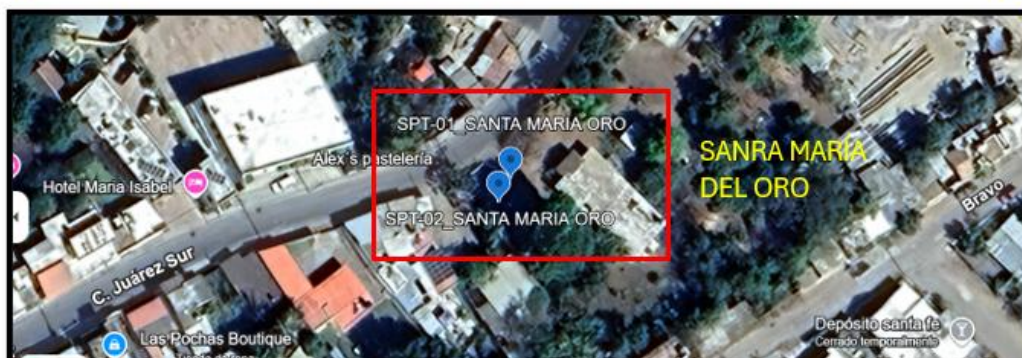 SPT-01_SANTA MARIA ORO
Alex's pastelería
SANRA MARÍA
DEL ORO
Hotel Maria Isabel
SPT-02_SANTA MARIA ORO
Bravo
C. Juárez Sur
Las Pochas Boutique
Depósito santa fe
Cerrado temporalmente